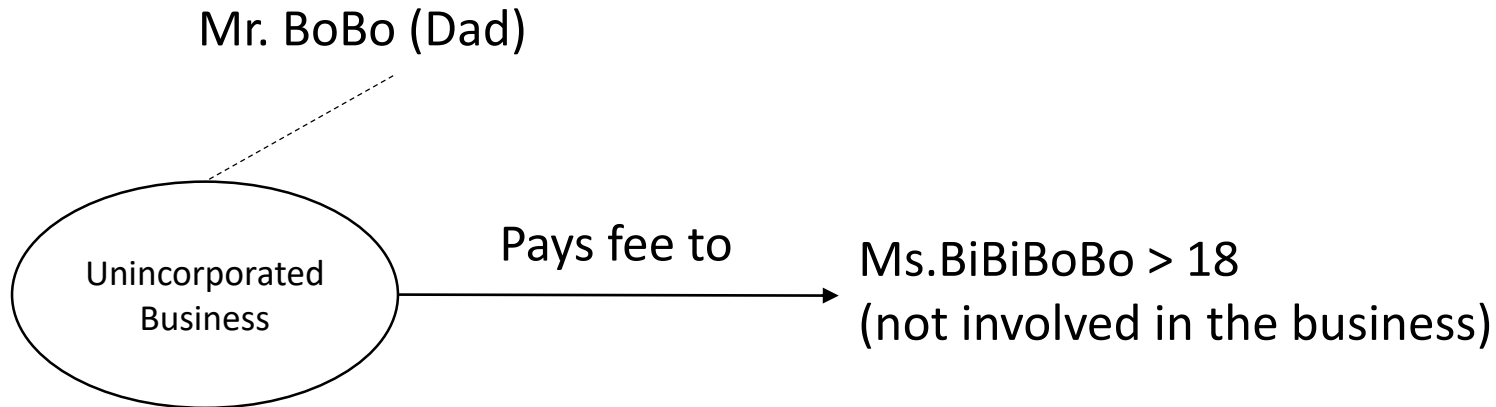 Mr. BoBo (Dad)
Unincorporated
Business
Pays fee to
Ms.BiBiBoBo > 18
(not involved in the business)